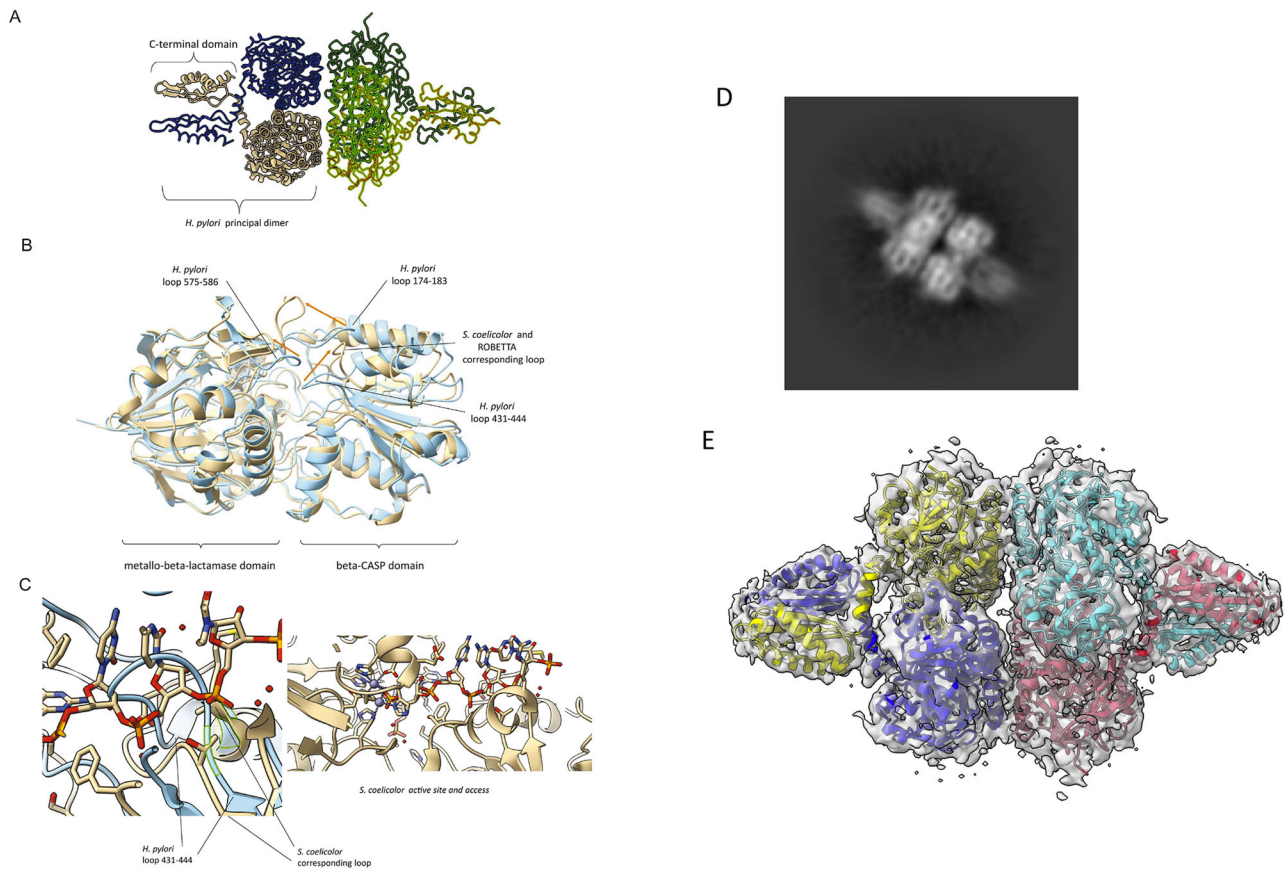 A
C-terminal domain
H. pylori principal dimer
B
H. pylori
loop 575-586
H. pylori
loop 174-183
S. coelicolor and
ROBETTA
corresponding loop
H. pylori
loop 431-444
metallo-beta-lactamase domain
beta-CASP domain
C
S. coelicolor active site and access
H. pylori
loop 431-444
S. coelicolor
corresponding loop
D
E